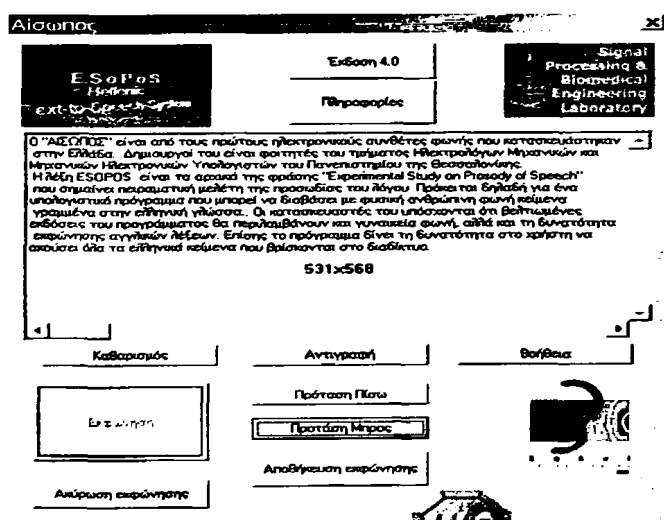 Αίσωπος
E.S.o.P.o.S
Hellenic
Text-to-Speech System
Έκδοση 4.0
Πληροφορίες
Signal
Processing &
Biomedical
Engineering
Laboratory
Ο "ΑΙΣΩΠΟΣ" είναι από τους πρώτους ηλεκτρονικούς συνθέτες φωνής που κατασκευάστηκαν
στην Ελλάδα. Δημιουργοί του είναι φοιτητές του τμήματος Ηλεκτρολόγων Μηχανικών και
Μηχανικών Ηλεκτρονικών Υπολογιστών του Πανεπιστημίου της Θεσσαλονίκης.
Η λέξη ESOPOS είναι τα αρχικά της φράσης "Experimental Study on Prosody of Speech"
που σημαίνει πειραματική μελέτη της προσωδίας του λόγου. Πρόκειται δηλαδή για ένα
υπολογιστικό πρόγραμμα που μπορεί να διαβάσει με φυσική ανθρώπινη φωνή κείμενα
γραμμένα στην ελληνική γλώσσα.. Οι κατασκευαστές του υπόσχονται ότι βελτιωμένες
εκδόσεις του προγράμματος θα περιλαμβάνουν και γυναικεία φωνή, αλλά και τη δυνατότητα
εκφώνησης αγγλικών λέξεων. Επίσης το πρόγραμμα δίνει τη δυνατότητα στο χρήστη να
ακούσει όλα τα ελληνικά κείμενα που βρίσκονται στο διαδίκτυο.
531x568
Καθαρισμός
Αντιγραφή
Βοήθεια
Εκφώνηση
Πρόταση Πίσω
Πρόταση Μπρος
Αποθήκευση εκφώνησης
Ακύρωση εκφώνησης